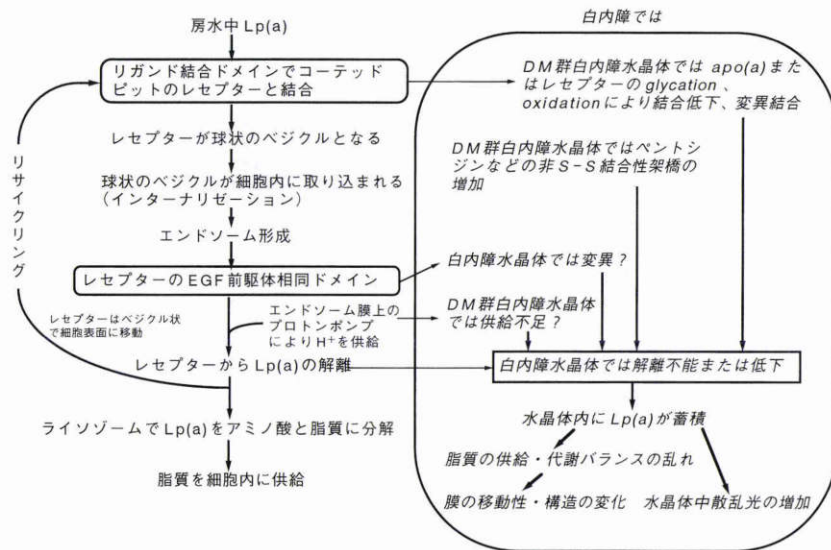 房水中Lp(a)
リガンド結合ドメインでコーテッド
ピットのレセプターと結合
レセプターが球状のベジクルとなる
球状のベジクルが細胞内に取り込まれる
(インターナリゼーション)
エンドソーム形成
レセプターのEGF前駆体相同ドメイン
レセプターはベジクル状
で細胞表面に移動
エンドソーム膜上の
プロトンポンプ
によりH⁺を供給
レセプターからLp(a)の解離
リサイクリング
ライソゾームでLp(a)をアミノ酸と脂質に分解
脂質を細胞内に供給
白内障では
DM群白内障水晶体では apo(a)また
はレセプターのglycation、
oxidationにより結合低下、変異結合
DM群白内障水晶体ではペントシ
ジンなどの非S-S結合性架橋の
増加
白内障水晶体では変異?
DM群白内障水晶体
では供給不足?
白内障水晶体では解離不能または低下
水晶体内にLp(a)が蓄積
脂質の供給・代謝バランスの乱れ
膜の移動性・構造の変化
水晶体中散乱光の増加